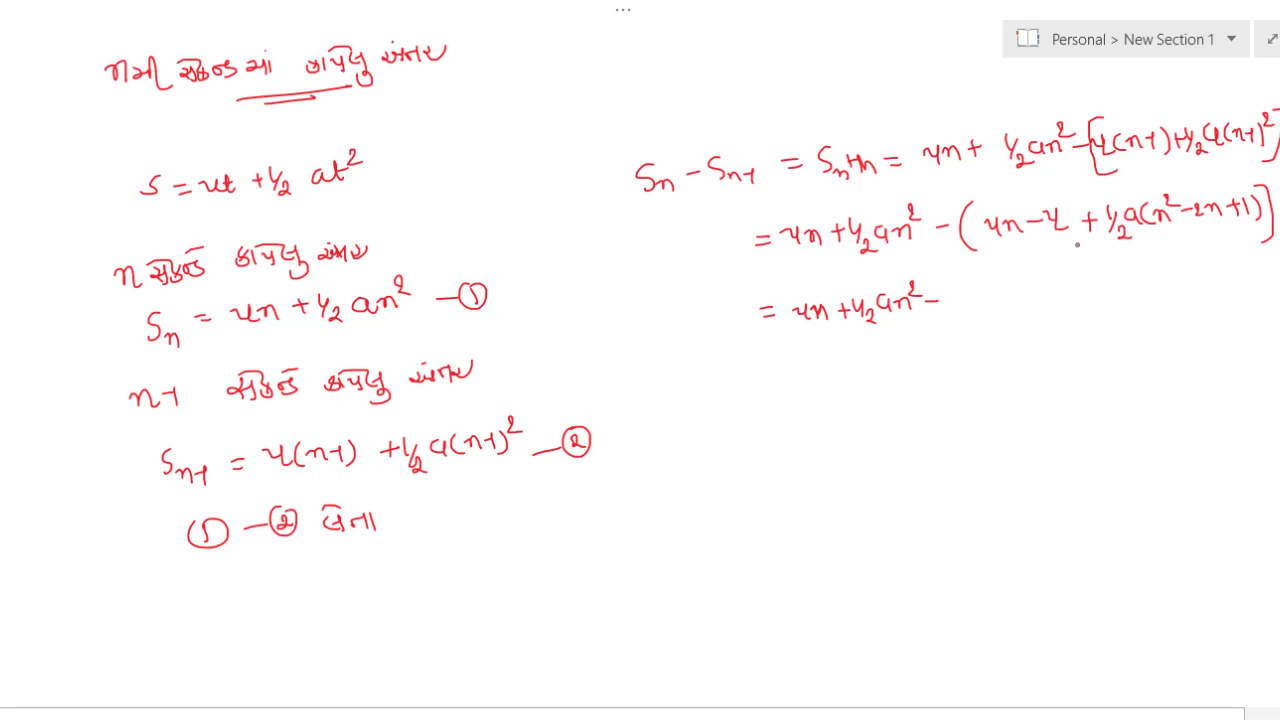 ...
Personal > New Section 1
nમી સેકન્ડ માં કાપેલુ અંતર
S = ut + 1/2 at²
n સેકન્ડે કાપેલુ અંતર
Sn = un + 1/2 an² — ①
n-1 સેકન્ડે કાપેલુ અંતર
Sn-1 = u(n-1) + 1/2 a(n-1)² — ②
① — ② લેતા
Sn - Sn-1 = = un + 1/2 an² - [u(n-1) + 1/2 a(n-1)²
= un + 1/2 an² - (un - u + 1/2 a(n² - 2n + 1)]
= un + 1/2 an² -